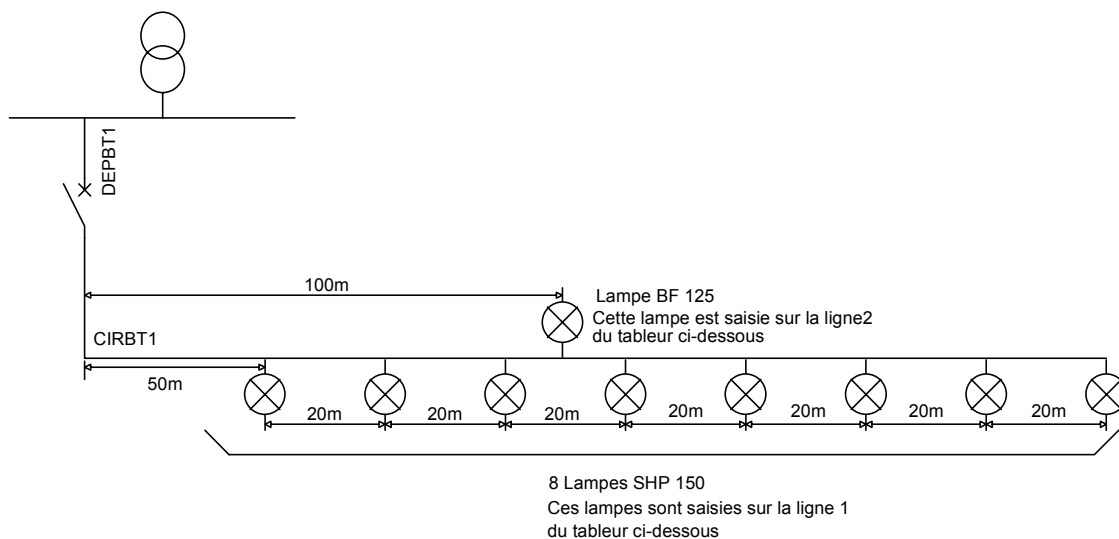 DEPBT1
100m
Lampe BF 125
Cette lampe est saisie sur la ligne2
du tableur ci-dessous
CIRBT1
50m
20m
20m
20m
20m
20m
20m
20m
8 Lampes SHP 150
Ces lampes sont saisies sur la ligne 1
du tableur ci-dessous